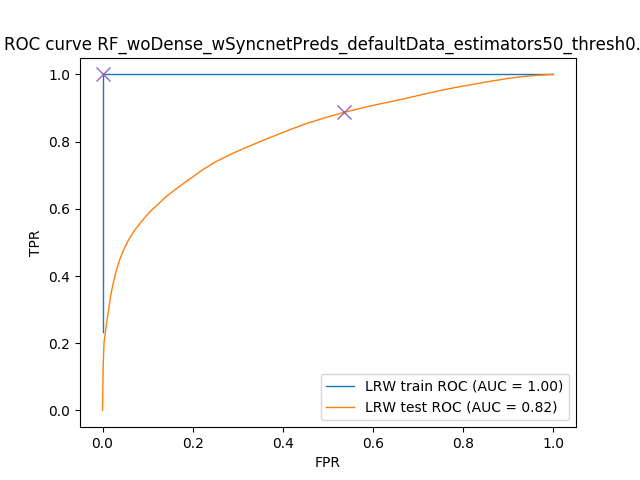 ROC curve RF_woDense_wSyncnetPreds_defaultData_estimators50_thresh0.
1.0
0.8
0.6
0.4
0.2
0.0
TPR
LRW train ROC (AUC = 1.00)
LRW test ROC (AUC = 0.82)
0.0 0.2 0.4 0.6 0.8 1.0
FPR